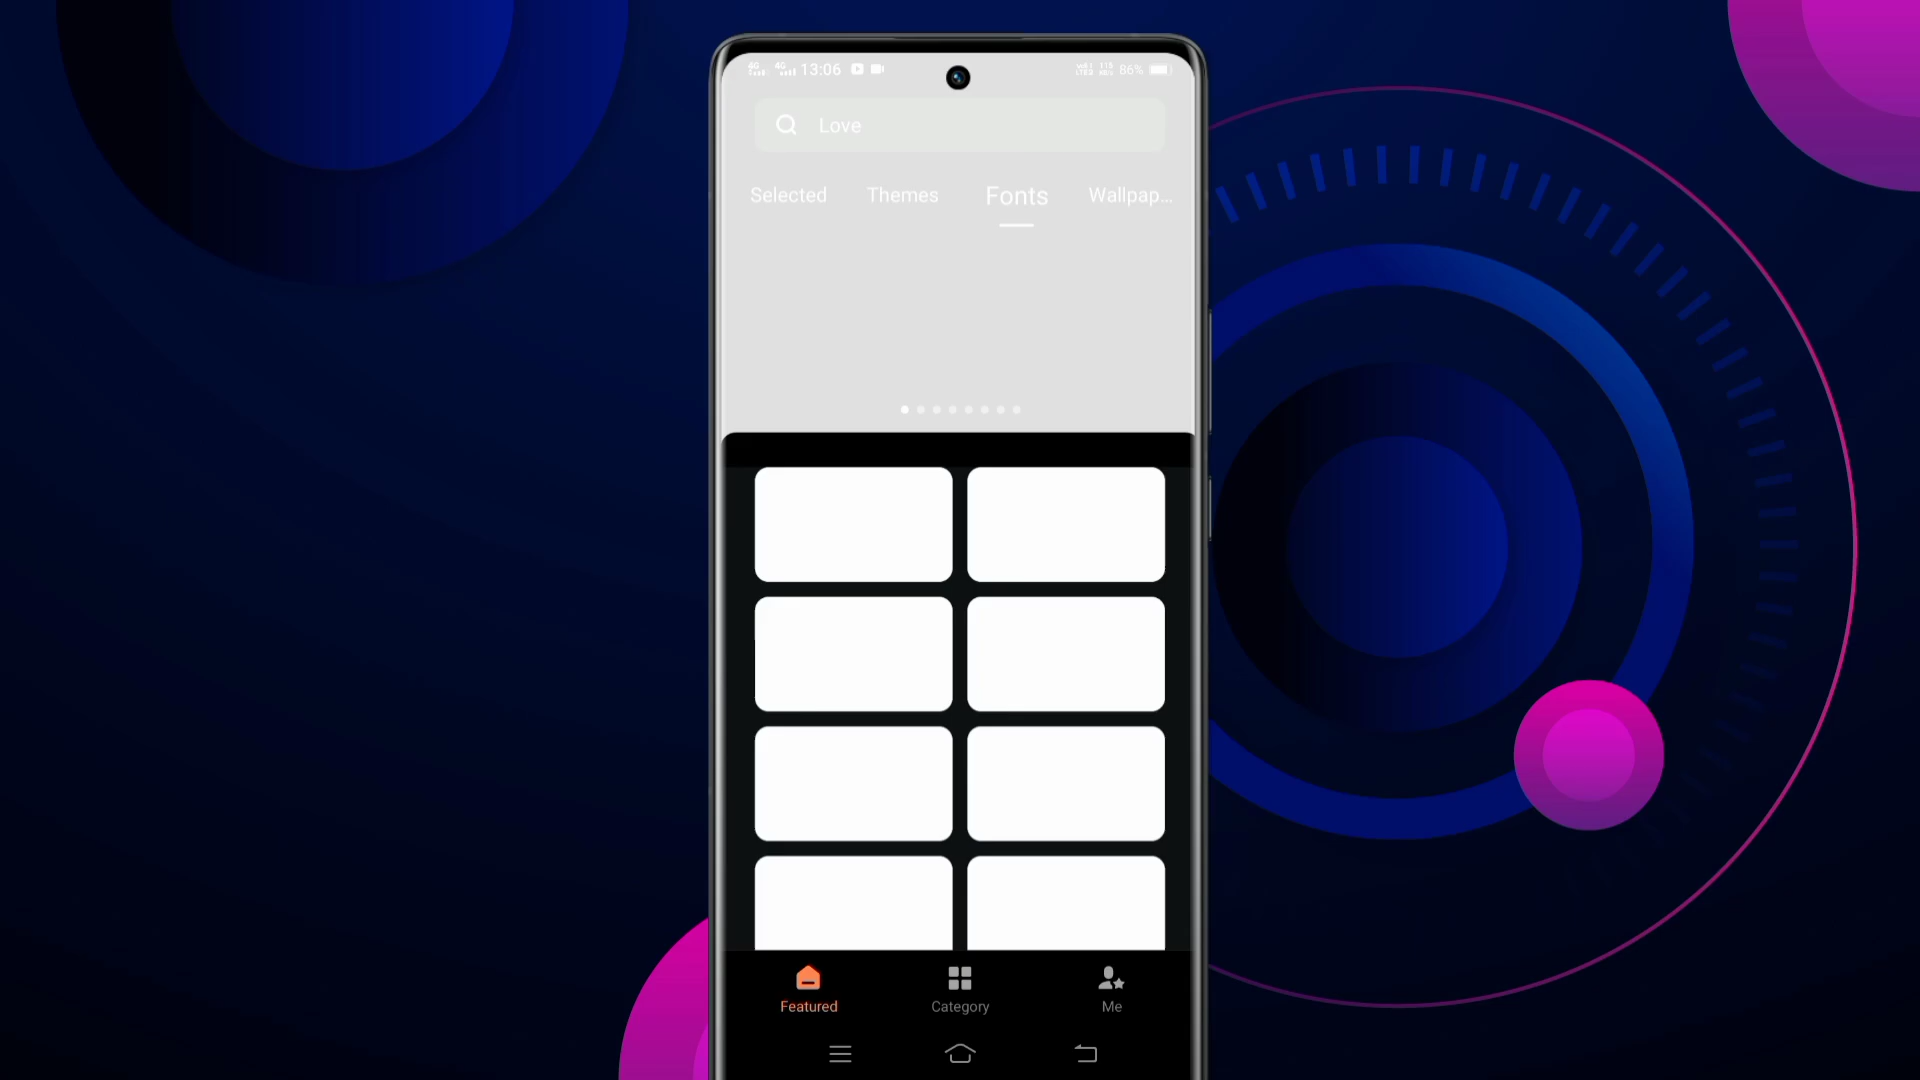 13:06
86%
Love
Selected Themes Fonts Wallpap...
Featured Category Me